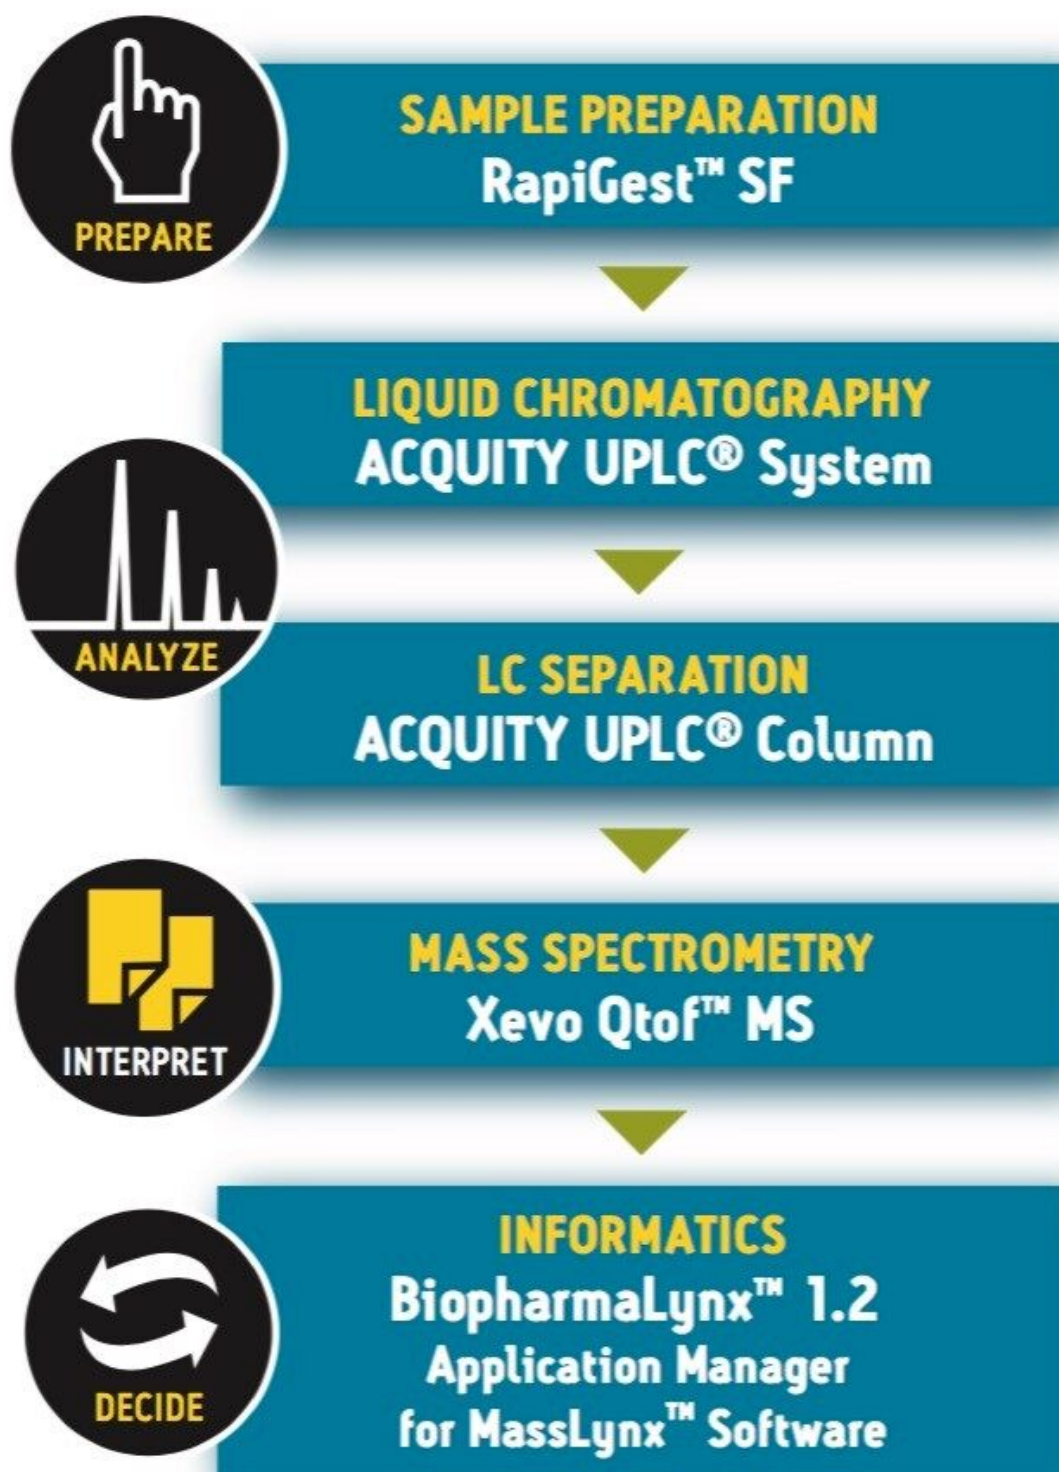 PREPARE
SAMPLE PREPARATION
RapiGest™ SF
LIQUID CHROMATOGRAPHY
ACQUITY UPLC® System
ANALYZE
LC SEPARATION
ACQUITY UPLC® Column
INTERPRET
MASS SPECTROMETRY
Xevo Qtof™ MS
DECIDE
INFORMATICS
BiopharmaLynx™ 1.2
Application Manager
for MassLynx™ Software